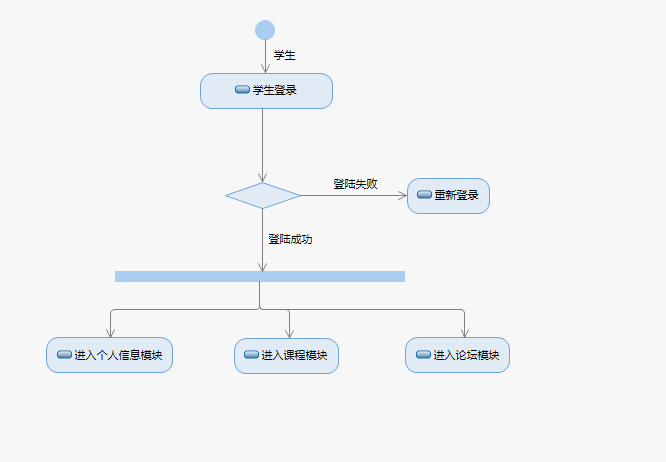 学生
学生登录
登陆失败
重新登录
登陆成功
进入个人信息模块
进入课程模块
进入论坛模块